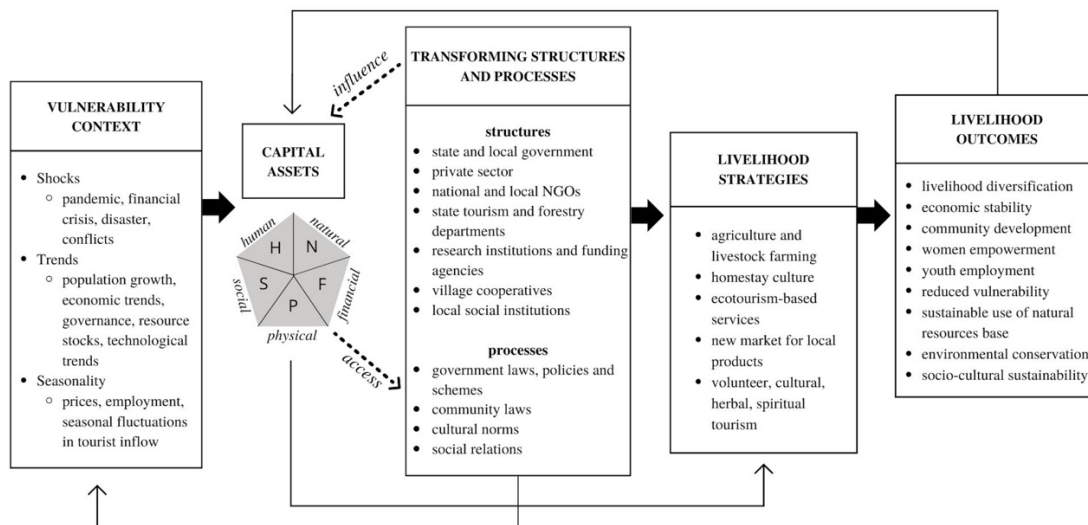 VULNERABILITY
CONTEXT
Shocks
pandemic, financial
crisis, disaster,
conflicts
Trends
population growth,
economic trends,
governance, resource
stocks, technological
trends
Seasonality
prices, employment,
seasonal fluctuations
in tourist inflow
influence
CAPITAL
ASSETS
human
natural
social
financial
physical
H
N
S
F
P
access
TRANSFORMING STRUCTURES
AND PROCESSES
structures
state and local government
private sector
national and local NGOs
state tourism and forestry
departments
research institutions and funding
agencies
village cooperatives
local social institutions
processes
government laws, policies and
schemes
community laws
cultural norms
social relations
LIVELIHOOD
STRATEGIES
agriculture and
livestock farming
homestay culture
ecotourism-based
services
new market for local
products
volunteer, cultural,
herbal, spiritual
tourism
LIVELIHOOD
OUTCOMES
livelihood diversification
economic stability
community development
women empowerment
youth employment
reduced vulnerability
sustainable use of natural
resources base
environmental conservation
socio-cultural sustainability